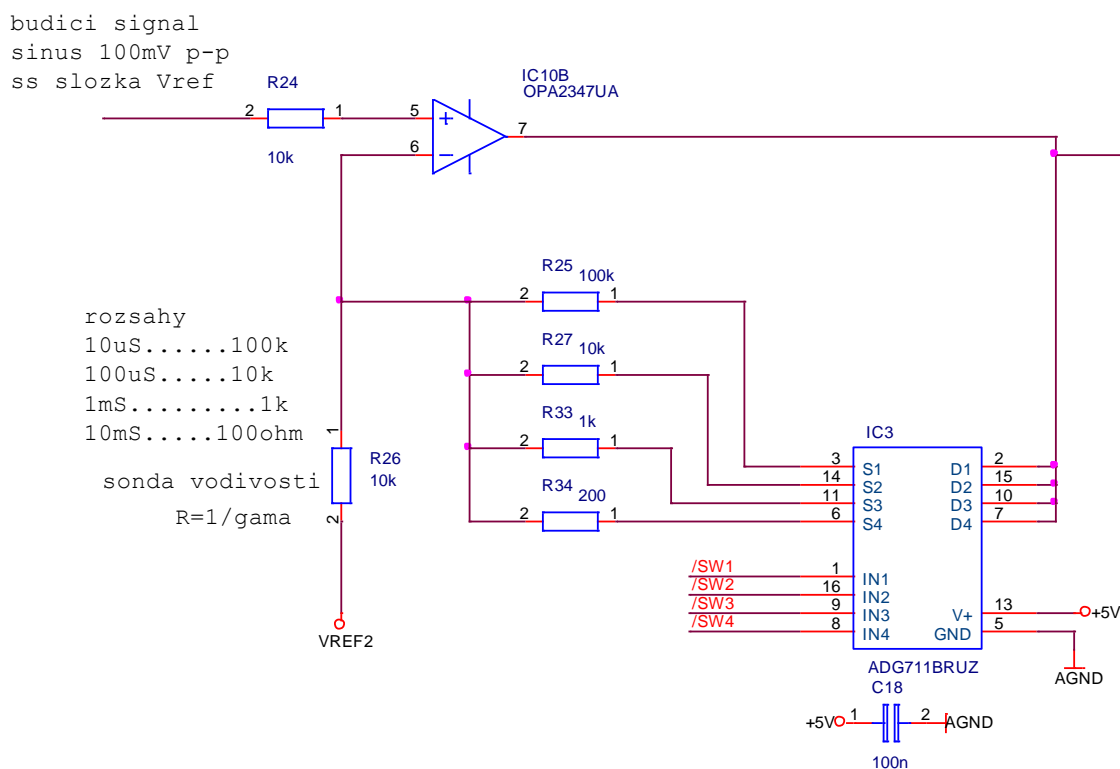 budici signal
sinus 100mV p-p
ss slozka Vref
R24
2
1
10k
IC10B
OPA2347UA
5
6
7
+
−
rozsahy
10uS......100k
100uS.....10k
1mS.........1k
10mS.....100ohm
sonda vodivosti
R=1/gama
1
R26
10k
2
VREF2
R25
100k
2
1
R27
10k
2
1
R33
1k
2
1
R34
200
2
1
IC3
3
S1
D1
2
14
S2
D2
15
11
S3
D3
10
6
S4
D4
7
/SW1
1
IN1
/SW2
16
IN2
/SW3
9
IN3
V+
13
+5V
/SW4
8
IN4
GND
5
ADG711BRUZ
AGND
C18
+5V
1
2
AGND
100n